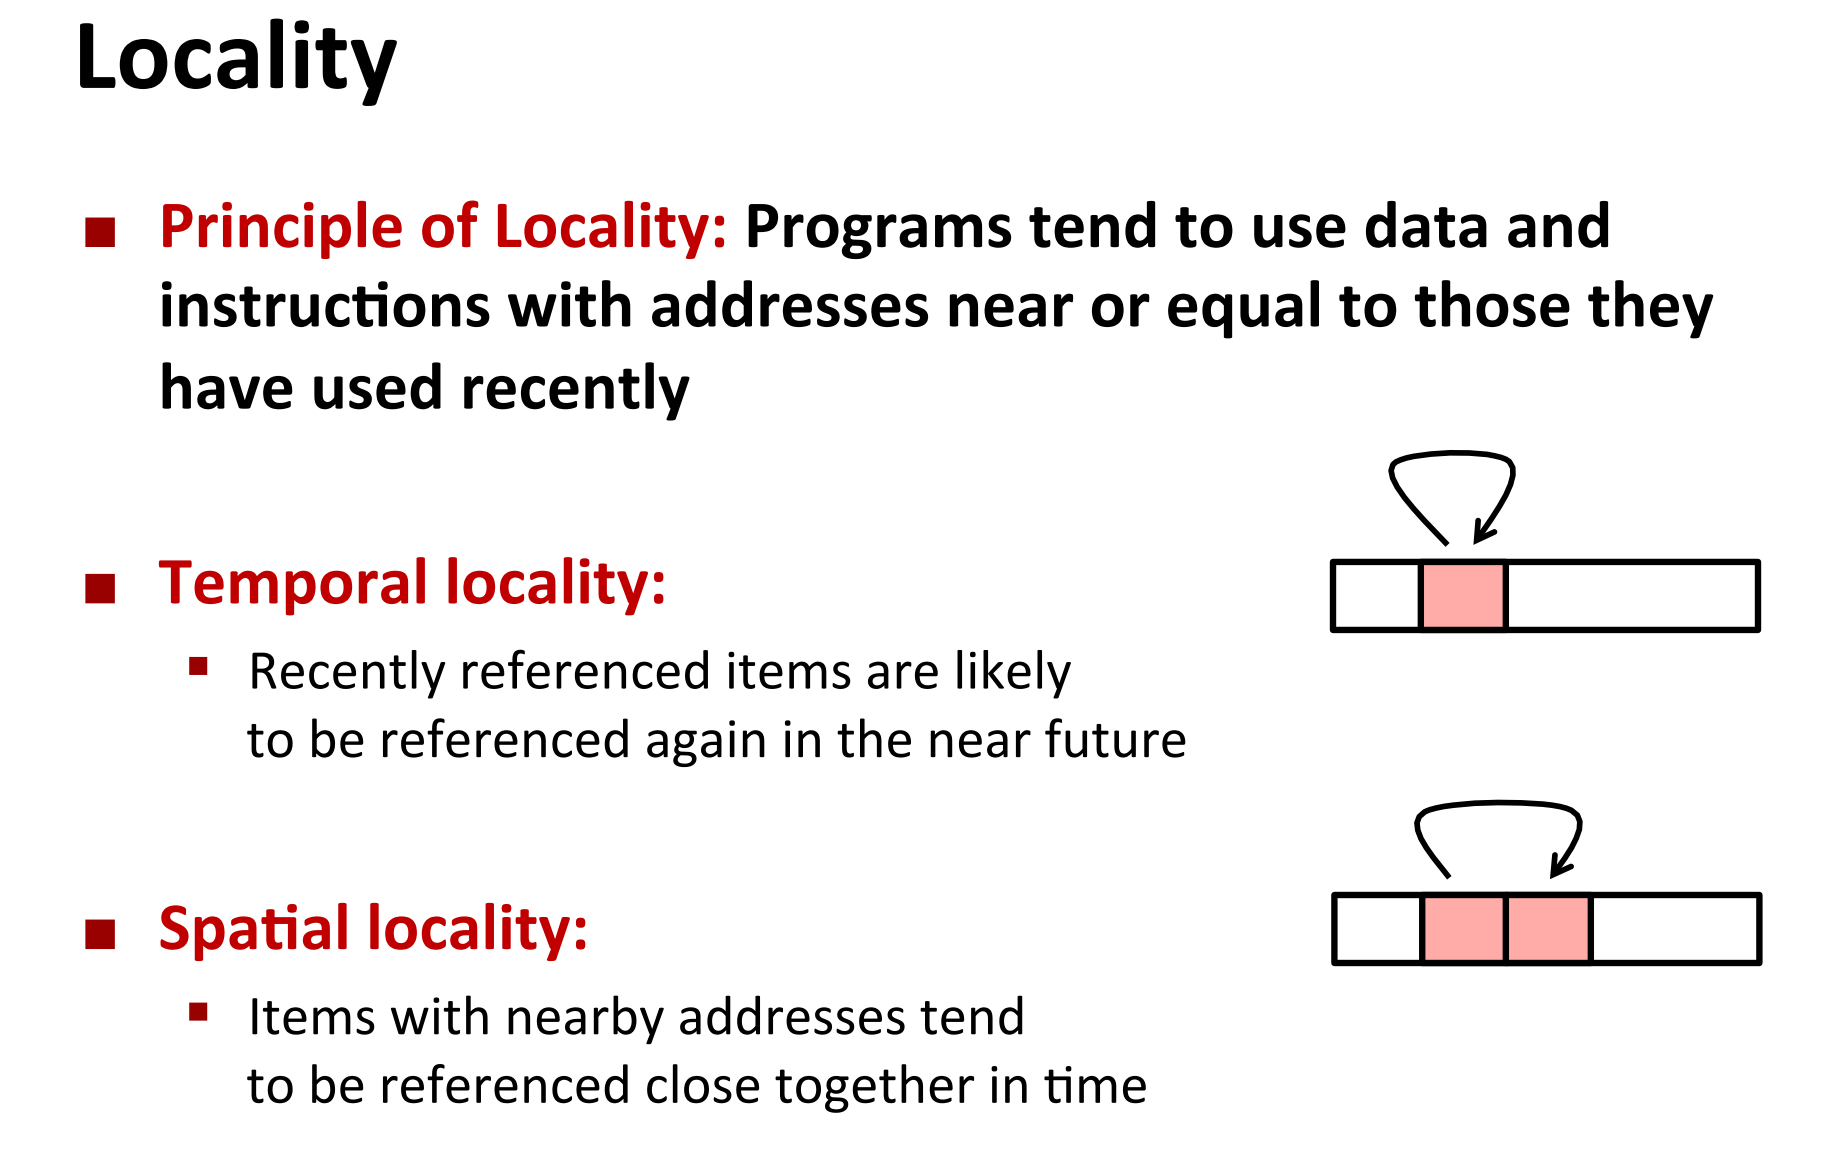 Locality
Principle of Locality: Programs tend to use data and
instructions with addresses near or equal to those they
have used recently
Temporal locality:
Recently referenced items are likely
to be referenced again in the near future
Spatial locality:
Items with nearby addresses tend
to be referenced close together in time